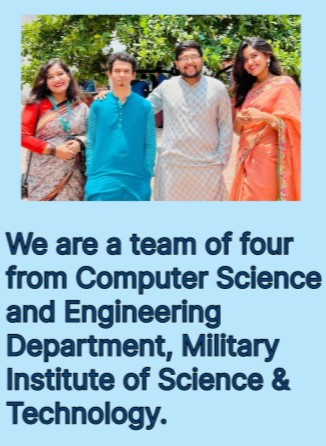 We are a team of four
from Computer Science
and Engineering
Department, Military
Institute of Science &
Technology.